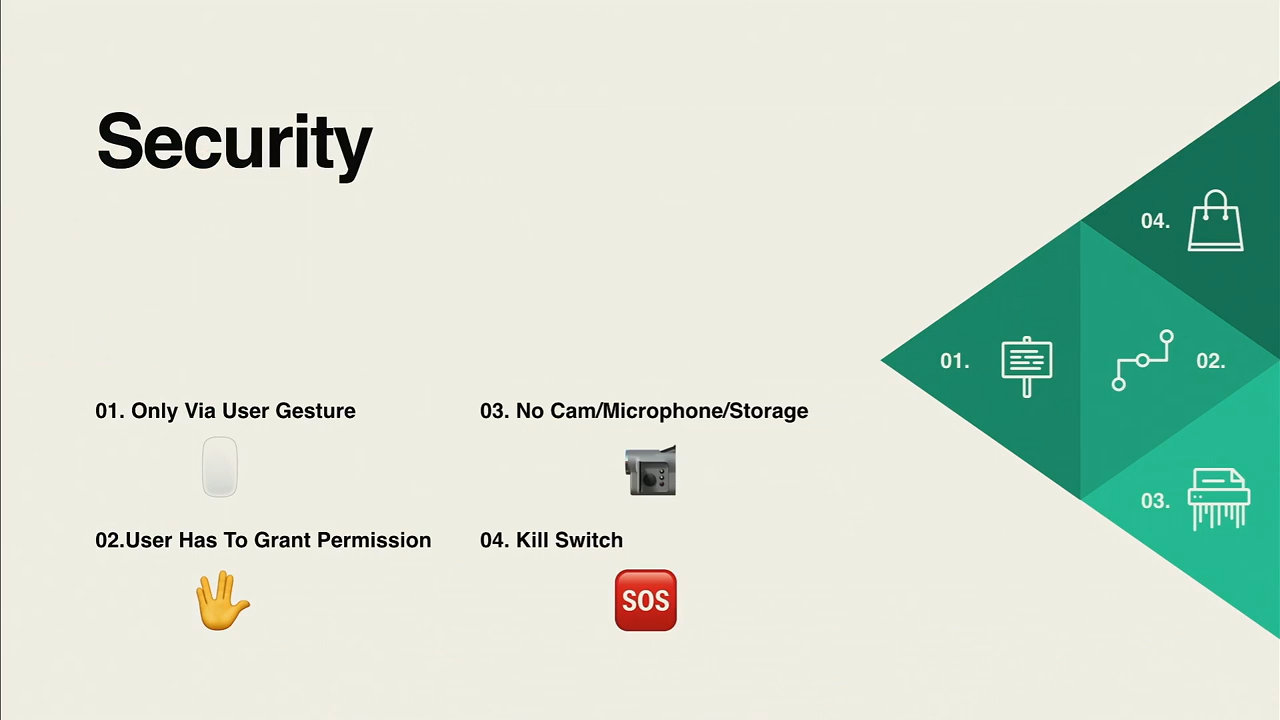 Security
01. Only Via User Gesture
02.User Has To Grant Permission
03. No Cam/Microphone/Storage
04. Kill Switch
SOS
04.
01.
02.
03.